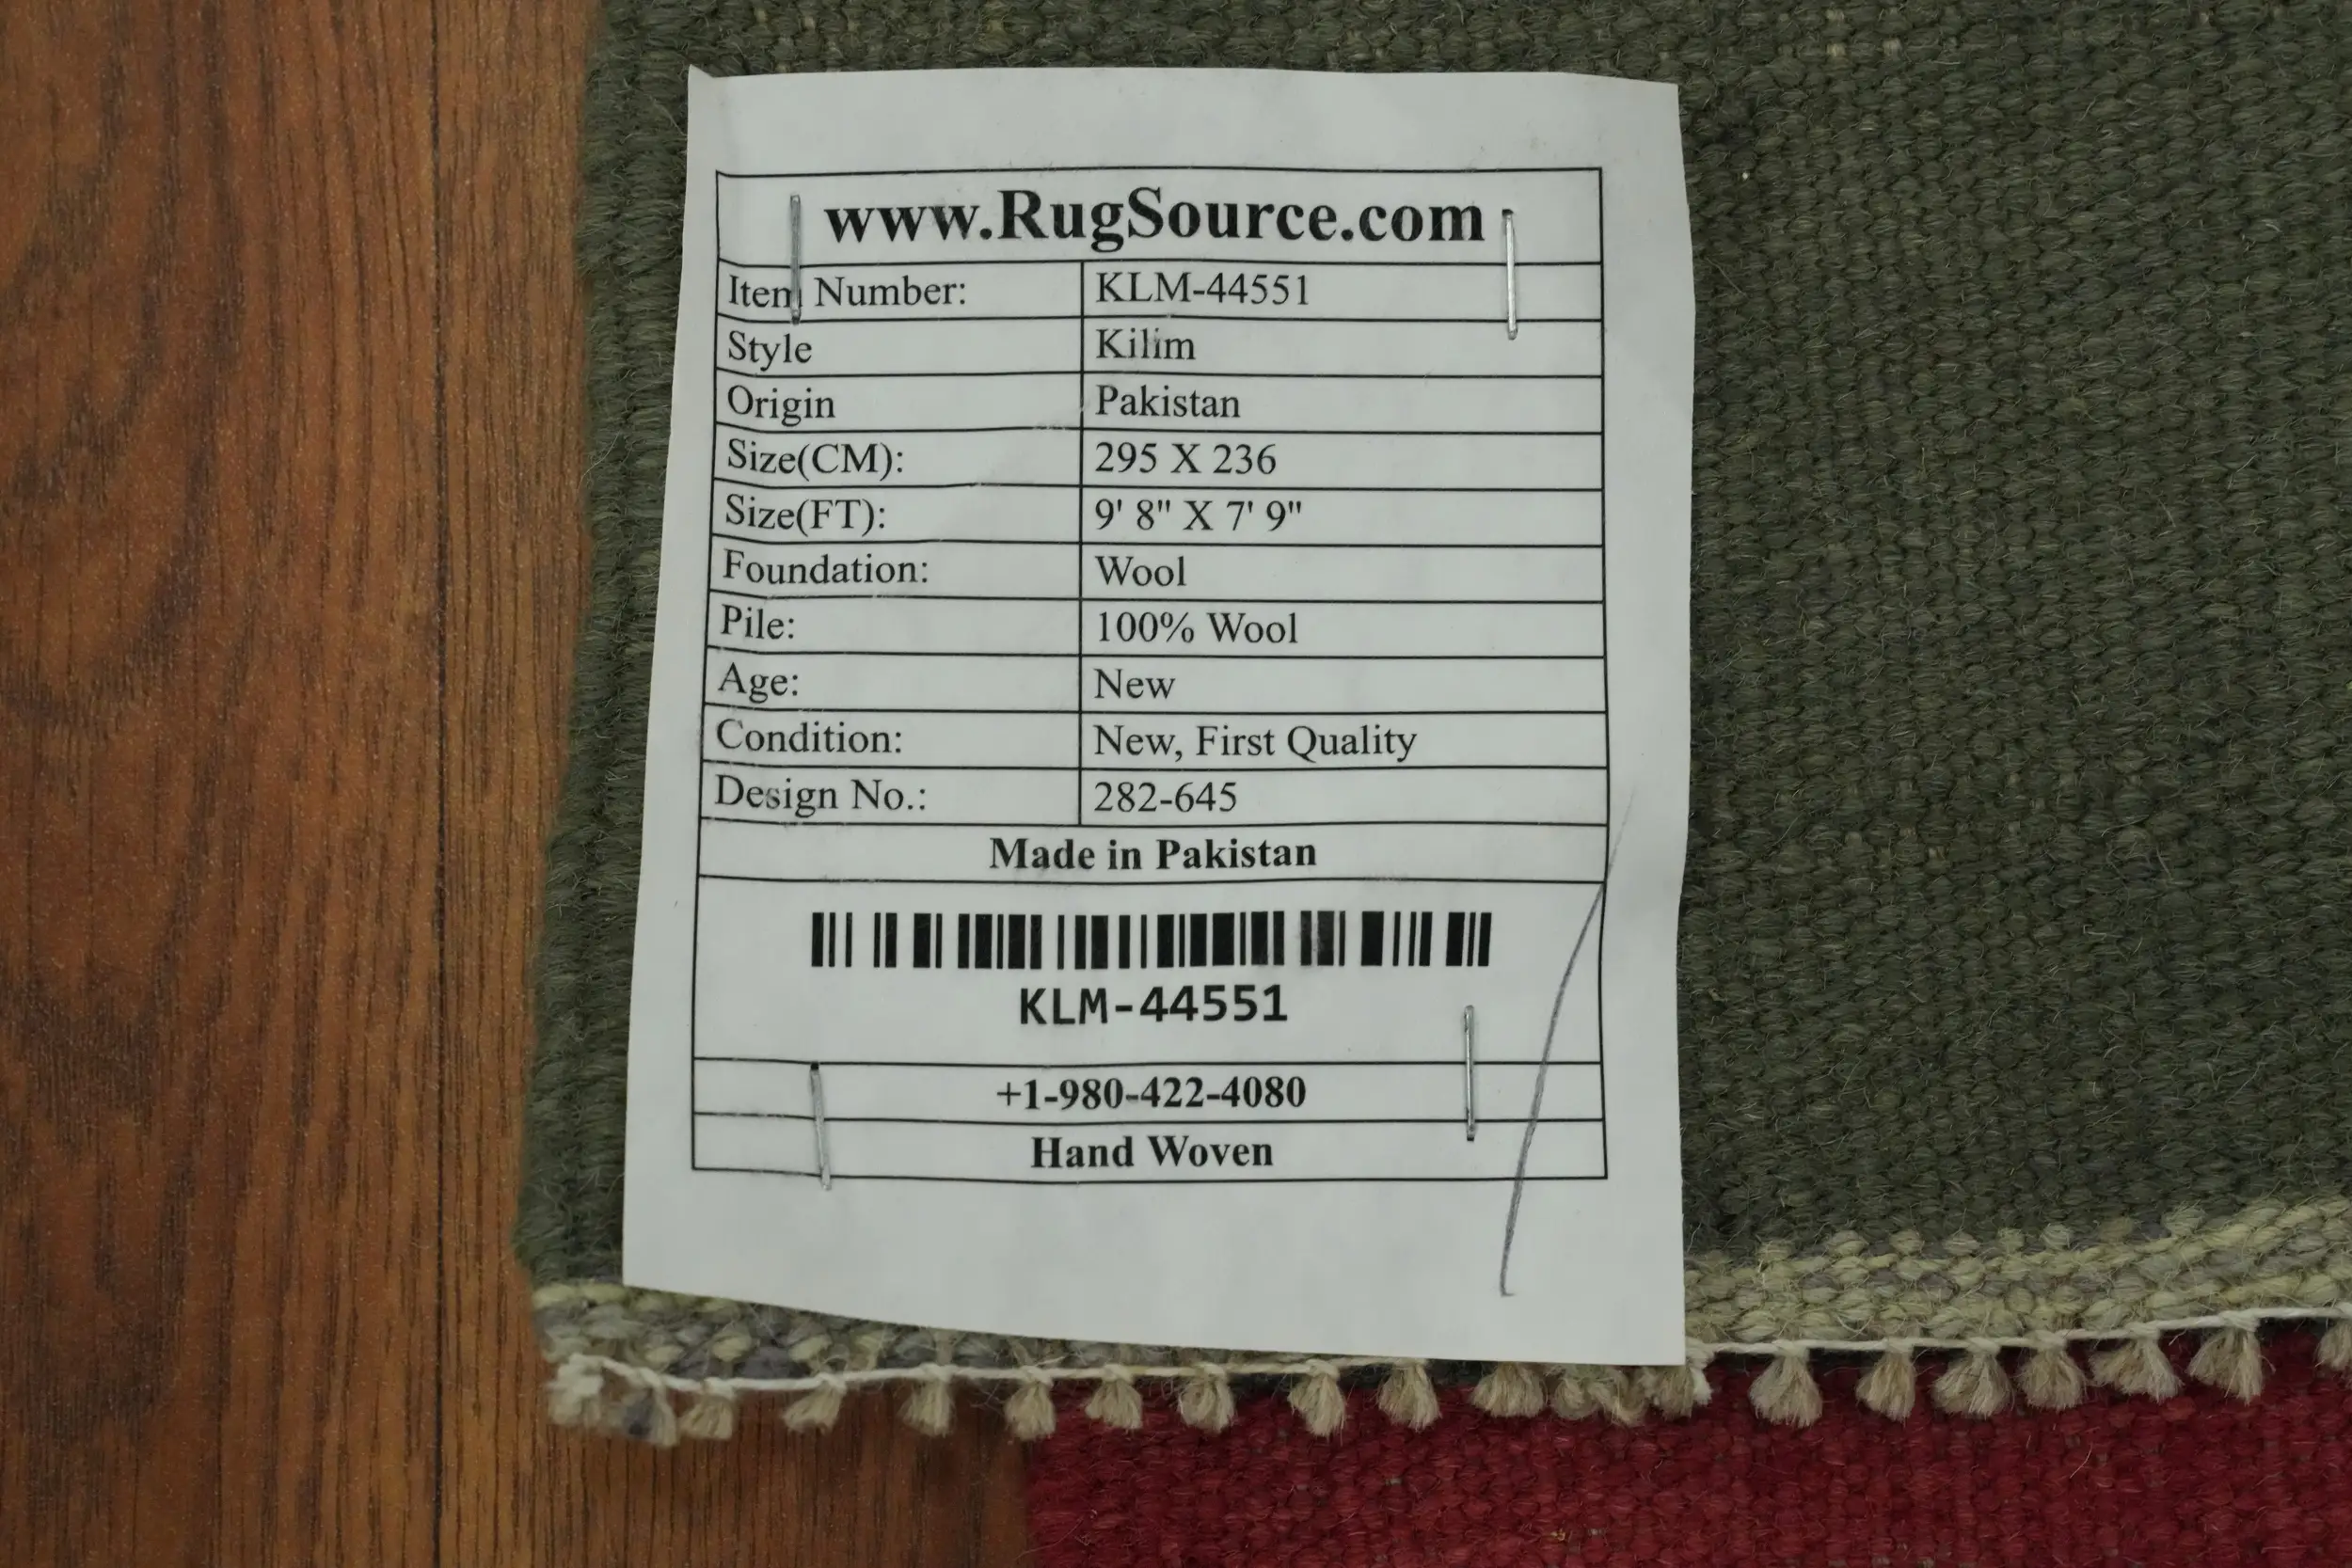 www.RugSource.com
Item Number: KLM-44551
Style Kilim
Origin Pakistan
Size(CM): 295 X 236
Size(FT): 9' 8" X 7' 9"
Foundation: Wool
Pile: 100% Wool
Age: New
Condition: New, First Quality
Design No.: 282-645
Made in Pakistan
KLM-44551
+1-980-422-4080
Hand Woven